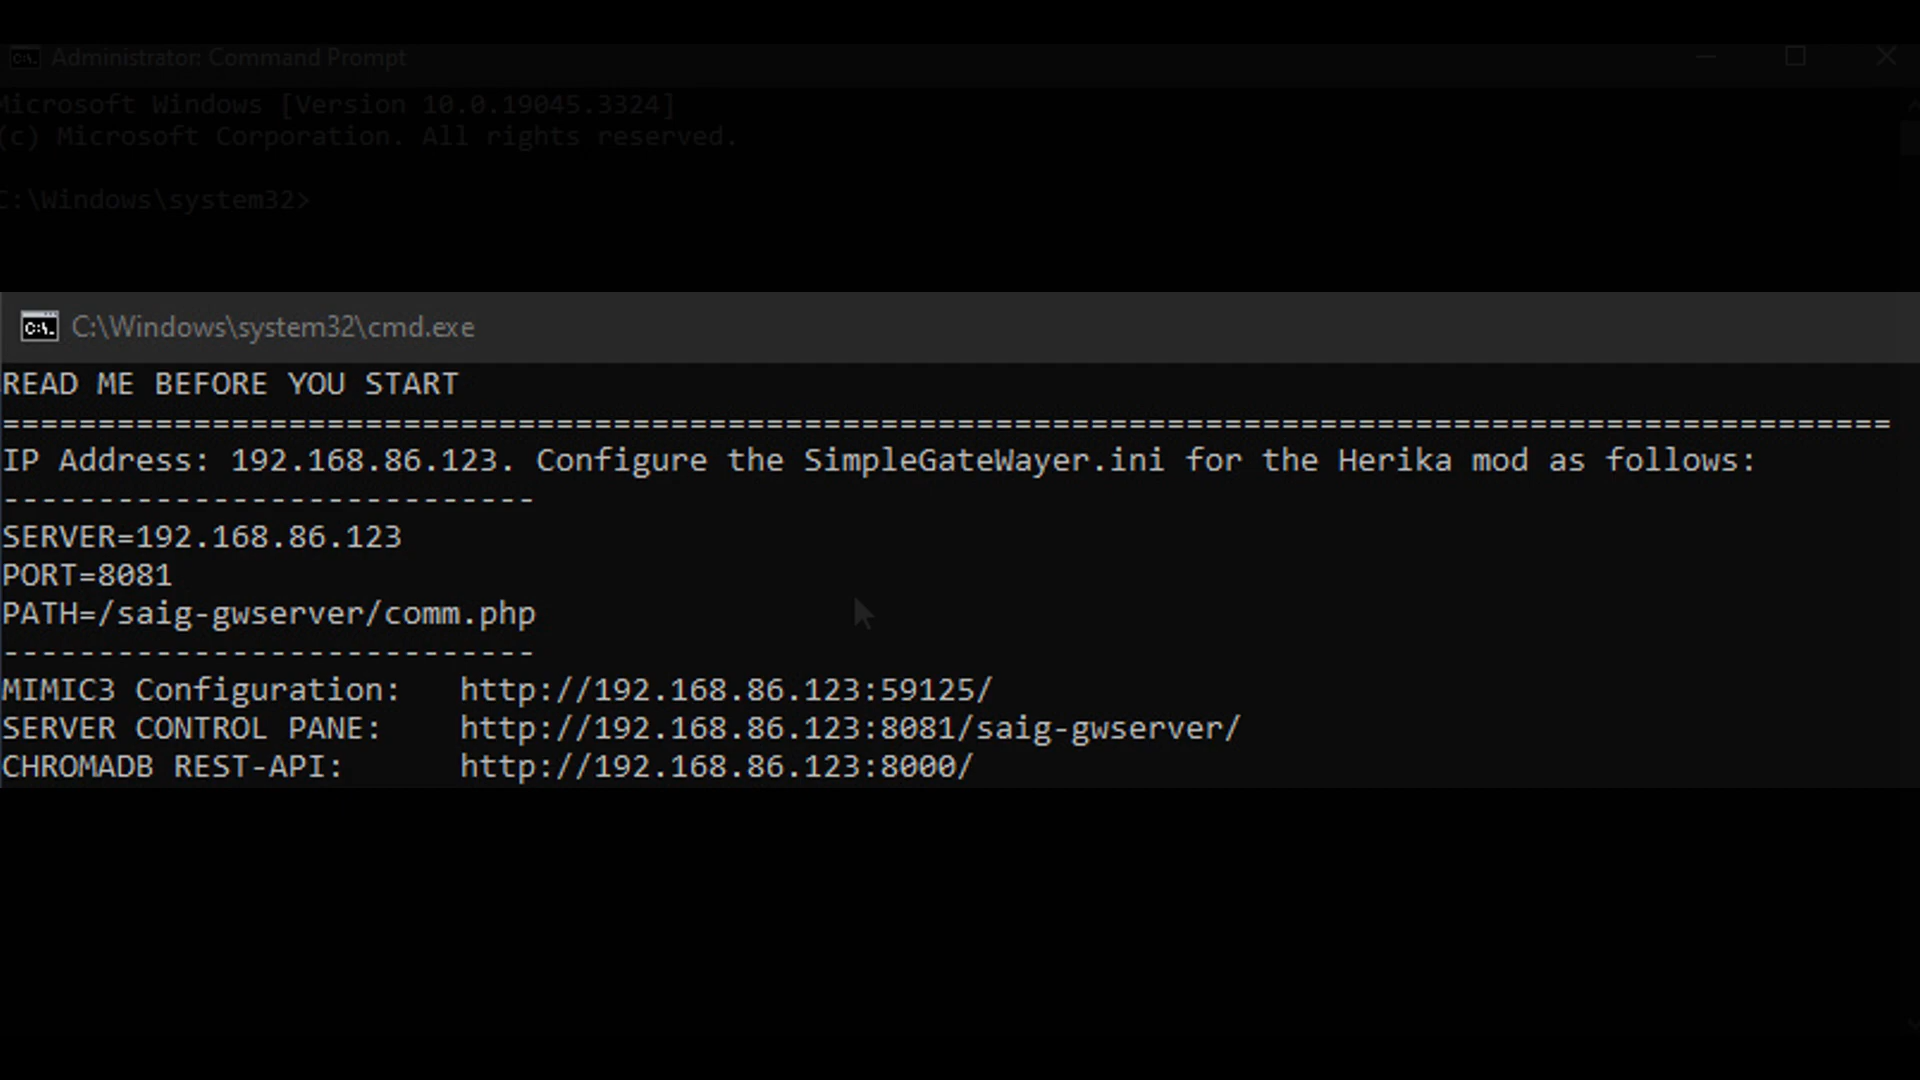 Administrator: Command Prompt
Microsoft Windows [Version 10.0.19045.3324]
(c) Microsoft Corporation. All rights reserved.
C:\Windows\system32>
C:\Windows\system32\cmd.exe
READ ME BEFORE YOU START
===================================================================================================
IP Address: 192.168.86.123. Configure the SimpleGateWayer.ini for the Herika mod as follows:
----------------------------
SERVER=192.168.86.123
PORT=8081
PATH=/saig-gwserver/comm.php
----------------------------
MIMIC3 Configuration:   http://192.168.86.123:59125/
SERVER CONTROL PANE:    http://192.168.86.123:8081/saig-gwserver/
CHROMADB REST-API:      http://192.168.86.123:8000/